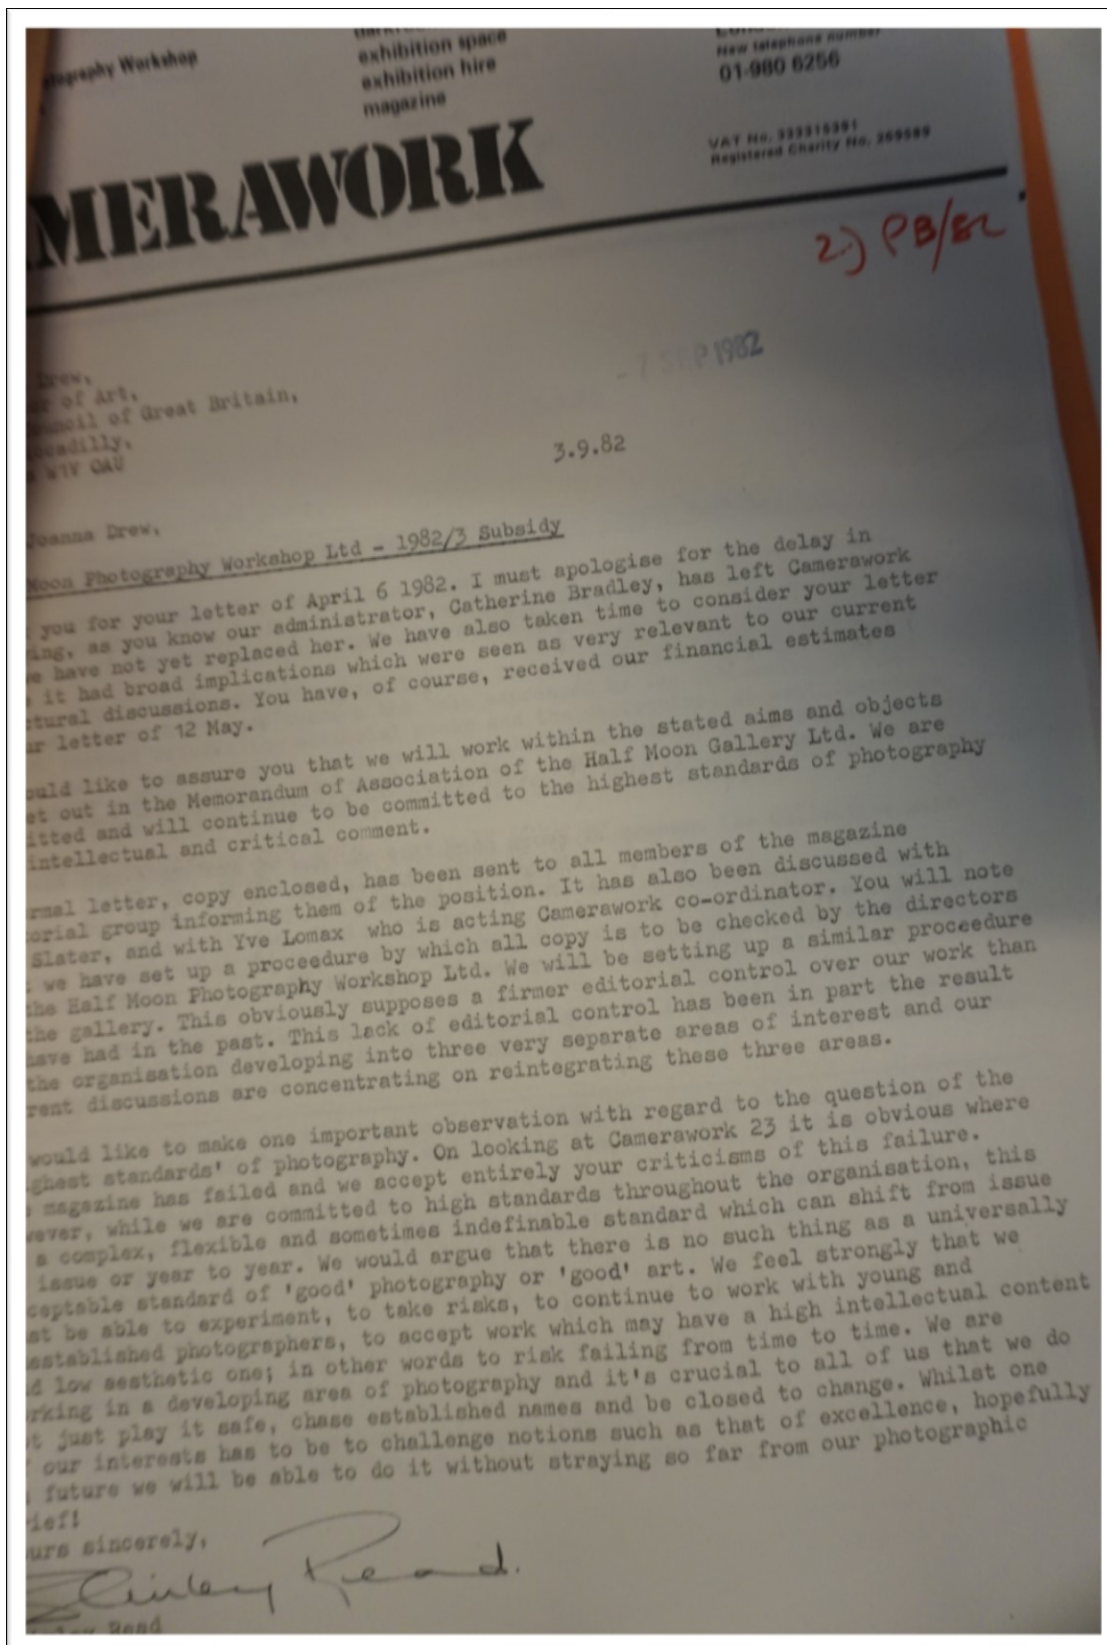 Photography Workshop
exhibition space
exhibition hire
magazine
New telephone number
01-980 6256
VAT No. 333315391
Registered Charity No. 269589
MERAWORK
2) PB/82
- 7 SEP 1982
Drew,
of Art,
ouncil of Great Britain,
ccadilly,
W1V OAU
3.9.82
Joanna Drew,
Moon Photography Workshop Ltd - 1982/3 Subsidy
you for your letter of April 6 1982. I must apologise for the delay in
ing, as you know our administrator, Catherine Bradley, has left Camerawork
e have not yet replaced her. We have also taken time to consider your letter
it had broad implications which were seen as very relevant to our current
ctural discussions. You have, of course, received our financial estimates
ur letter of 12 May.
ould like to assure you that we will work within the stated aims and objects
et out in the Memorandum of Association of the Half Moon Gallery Ltd. We are
itted and will continue to be committed to the highest standards of photography
intellectual and critical comment.
rmal letter, copy enclosed, has been sent to all members of the magazine
orial group informing them of the position. It has also been discussed with
Slater, and with Yve Lomax who is acting Camerawork co-ordinator. You will note
we have set up a proceedure by which all copy is to be checked by the directors
the Half Moon Photography Workshop Ltd. We will be setting up a similar proceedure
the gallery. This obviously supposes a firmer editorial control over our work than
have had in the past. This lack of editorial control has been in part the result
the organisation developing into three very separate areas of interest and our
rent discussions are concentrating on reintegrating these three areas.
would like to make one important observation with regard to the question of the
ghest standards' of photography. On looking at Camerawork 23 it is obvious where
magazine has failed and we accept entirely your criticisms of this failure.
wever, while we are committed to high standards throughout the organisation, this
a complex, flexible and sometimes indefinable standard which can shift from issue
issue or year to year. We would argue that there is no such thing as a universally
ceptable standard of 'good' photography or 'good' art. We feel strongly that we
st be able to experiment, to take risks, to continue to work with young and
established photographers, to accept work which may have a high intellectual content
d low aesthetic one; in other words to risk failing from time to time. We are
rking in a developing area of photography and it's crucial to all of us that we do
t just play it safe, chase established names and be closed to change. Whilst one
our interests has to be to challenge notions such as that of excellence, hopefully
future we will be able to do it without straying so far from our photographic
rief!
ours sincerely,
Shirley Read.
Read